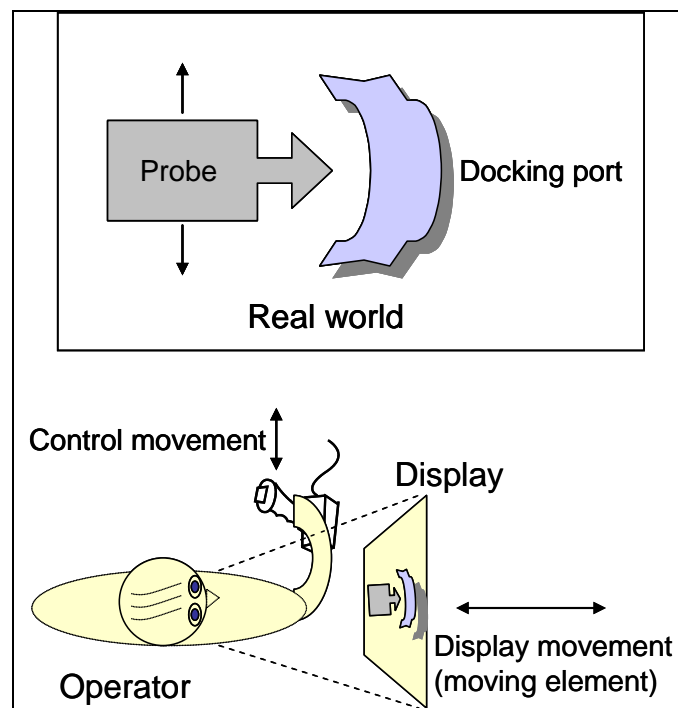 Probe
Docking port
Real world
Control movement
Display
Display movement
(moving element)
Operator